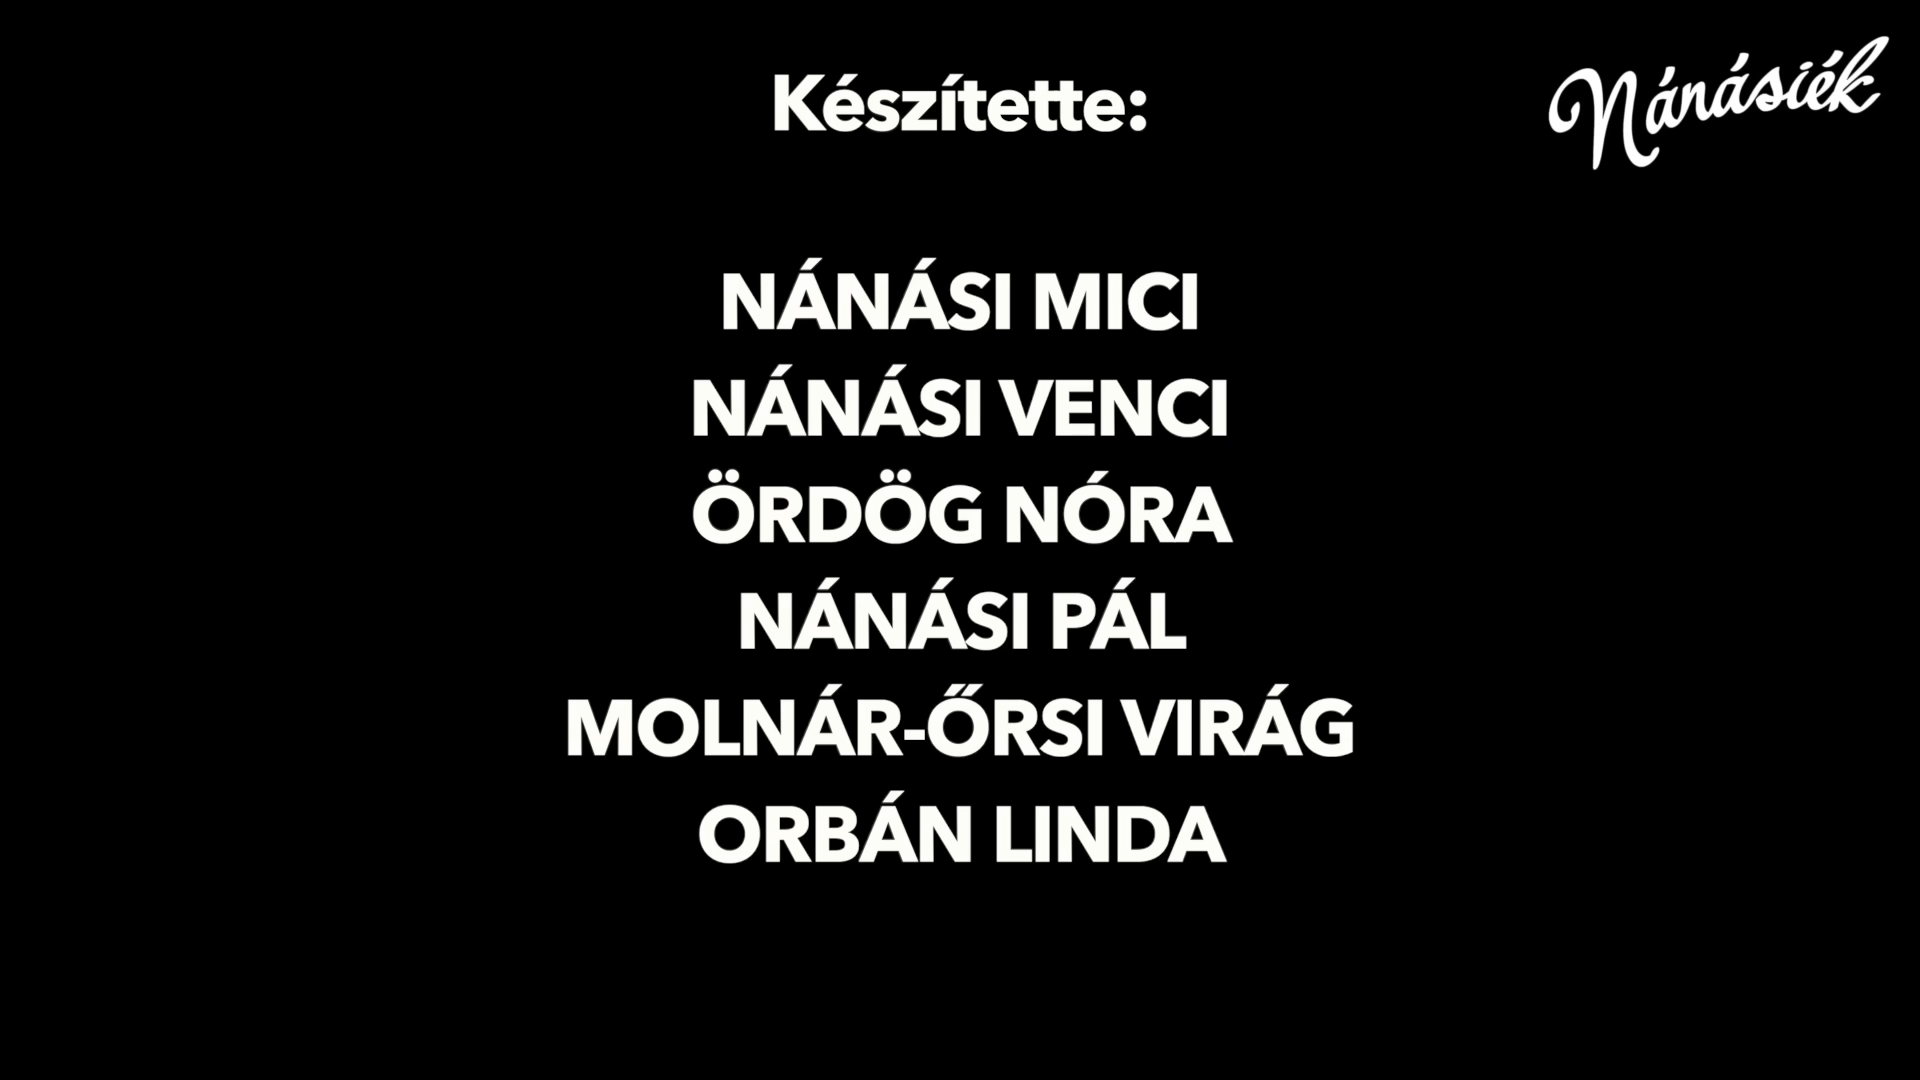 Készítette:
Nánásiék
NÁNÁSI MICI
NÁNÁSI VENCI
ÖRDÖG NÓRA
NÁNÁSI PÁL
MOLNÁR-ŐRSI VIRÁG
ORBÁN LINDA